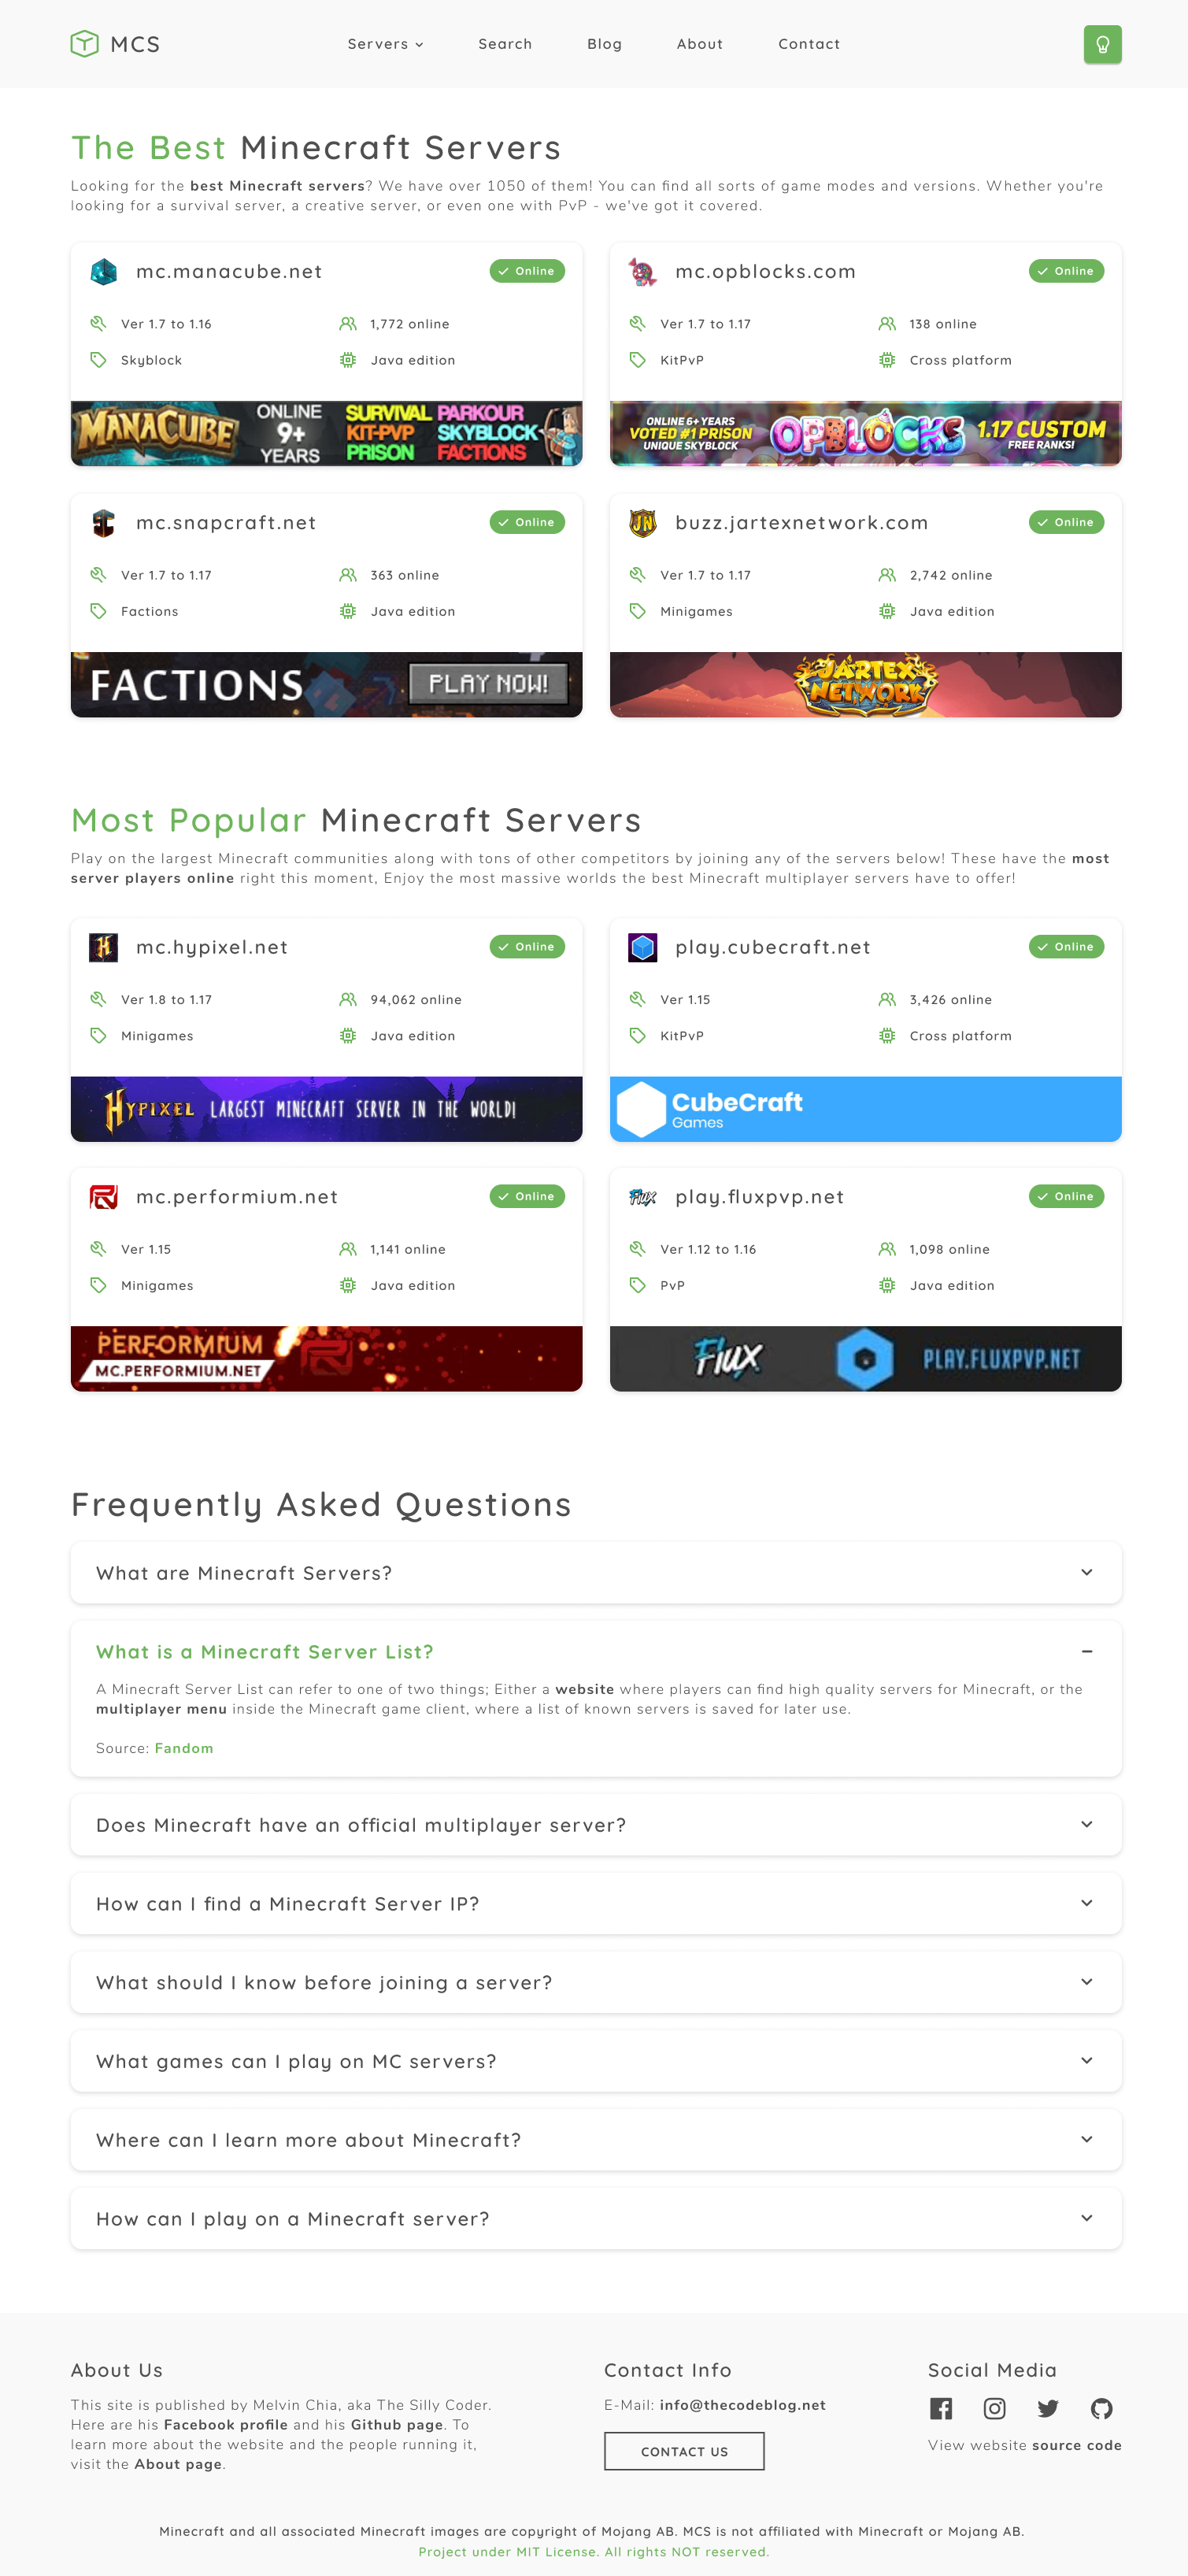 MCS
Servers
Search
Blog
About
Contact
The Best Minecraft Servers
Looking for the best Minecraft servers? We have over 1050 of them! You can find all sorts of game modes and versions. Whether you're
looking for a survival server, a creative server, or even one with PvP - we've got it covered.
mc.manacube.net
Online
Ver 1.7 to 1.16
1,772 online
Skyblock
Java edition
MANACUBE
ONLINE
9+
YEARS
SURVIVAL PARKOUR
KIT-PVP SKYBLOCK
PRISON FACTIONS
mc.opblocks.com
Online
Ver 1.7 to 1.17
138 online
KitPvP
Cross platform
ONLINE 6+ YEARS
VOTED #1 PRISON
UNIQUE SKYBLOCK
OPBLOCKS
1.17 CUSTOM
FREE RANKS!
mc.snapcraft.net
Online
Ver 1.7 to 1.17
363 online
Factions
Java edition
FACTIONS
PLAY NOW!
JN
buzz.jartexnetwork.com
Online
Ver 1.7 to 1.17
2,742 online
Minigames
Java edition
JARTEX
NETWORK
Most Popular Minecraft Servers
Play on the largest Minecraft communities along with tons of other competitors by joining any of the servers below! These have the most
server players online right this moment, Enjoy the most massive worlds the best Minecraft multiplayer servers have to offer!
H
mc.hypixel.net
Online
Ver 1.8 to 1.17
94,062 online
Minigames
Java edition
HYPIXEL LARGEST MINECRAFT SERVER IN THE WORLD!
play.cubecraft.net
Online
Ver 1.15
3,426 online
KitPvP
Cross platform
CubeCraft
Games
mc.performium.net
Online
Ver 1.15
1,141 online
Minigames
Java edition
PERFORMIUM
MC.PERFORMIUM.NET
Flux
play.fluxpvp.net
Online
Ver 1.12 to 1.16
1,098 online
PvP
Java edition
Flux
PLAY.FLUXPVP.NET
Frequently Asked Questions
What are Minecraft Servers?
What is a Minecraft Server List?
A Minecraft Server List can refer to one of two things; Either a website where players can find high quality servers for Minecraft, or the
multiplayer menu inside the Minecraft game client, where a list of known servers is saved for later use.
Source: Fandom
Does Minecraft have an official multiplayer server?
How can I find a Minecraft Server IP?
What should I know before joining a server?
What games can I play on MC servers?
Where can I learn more about Minecraft?
How can I play on a Minecraft server?
About Us
This site is published by Melvin Chia, aka The Silly Coder.
Here are his Facebook profile and his Github page. To
learn more about the website and the people running it,
visit the About page.
Contact Info
E-Mail: info@thecodeblog.net
CONTACT US
Social Media
View website source code
Minecraft and all associated Minecraft images are copyright of Mojang AB. MCS is not affiliated with Minecraft or Mojang AB.
Project under MIT License. All rights NOT reserved.